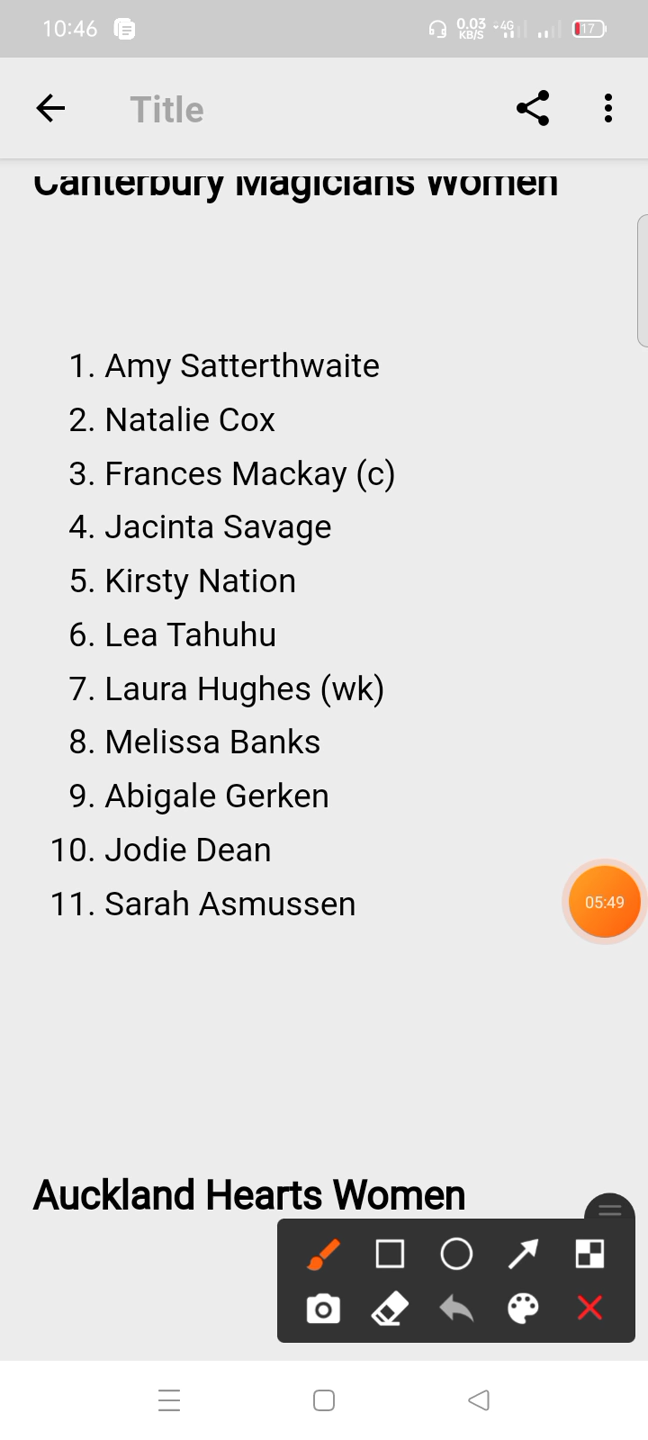 10:46
0.03
KB/S
4G
17
Title
Canterbury Magicians Women
1. Amy Satterthwaite
2. Natalie Cox
3. Frances Mackay (c)
4. Jacinta Savage
5. Kirsty Nation
6. Lea Tahuhu
7. Laura Hughes (wk)
8. Melissa Banks
9. Abigale Gerken
10. Jodie Dean
11. Sarah Asmussen
05:49
Auckland Hearts Women